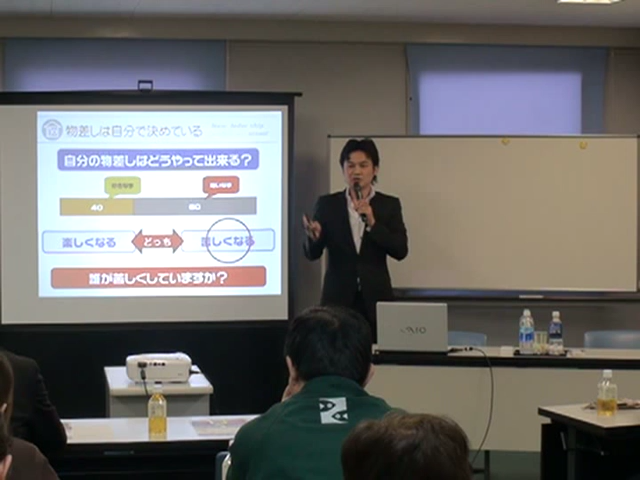 物差しは自分で決めている
自分の物差しはどうやって出来る?
40
60
楽しくなる
どっち
苦しくなる
誰が苦しくしていますか?
VAIO